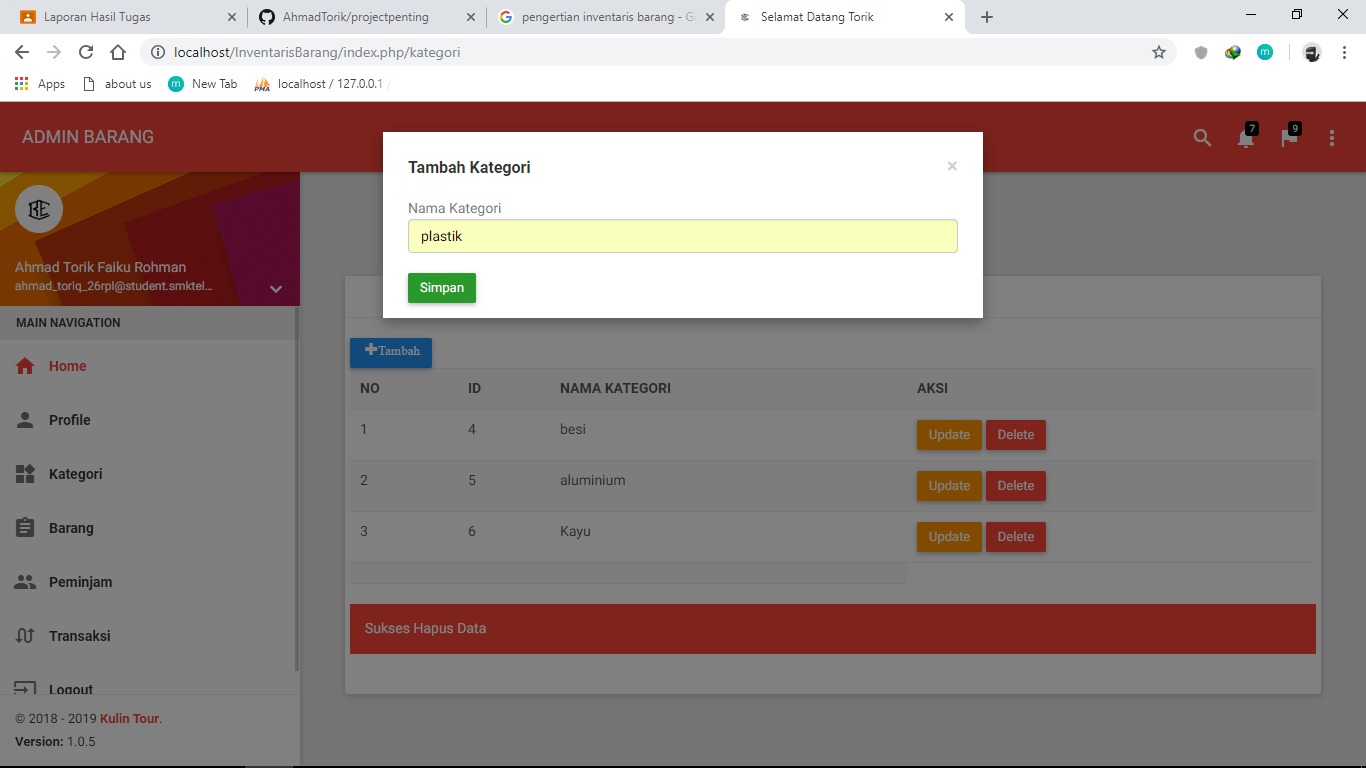 Laporan Hasil Tugas
AhmadTorik/projectpenting
pengertian inventaris barang - G
Selamat Datang Torik
localhost/InventarisBarang/index.php/kategori
Apps
about us
m
New Tab
PMA
localhost / 127.0.0.1 /
m
ADMIN BARANG
7
9
Tambah Kategori
×
Nama Kategori
plastik
Simpan
Ahmad Torik Faiku Rohman
ahmad_toriq_26rpl@student.smktel...
MAIN NAVIGATION
Home
Profile
Kategori
Barang
Peminjam
Transaksi
Logout
© 2018 - 2019 Kulin Tour.
Version: 1.0.5
Tambah
NO ID NAMA KATEGORI AKSI
1 4 besi Update Delete
2 5 aluminium Update Delete
3 6 Kayu Update Delete
Sukses Hapus Data